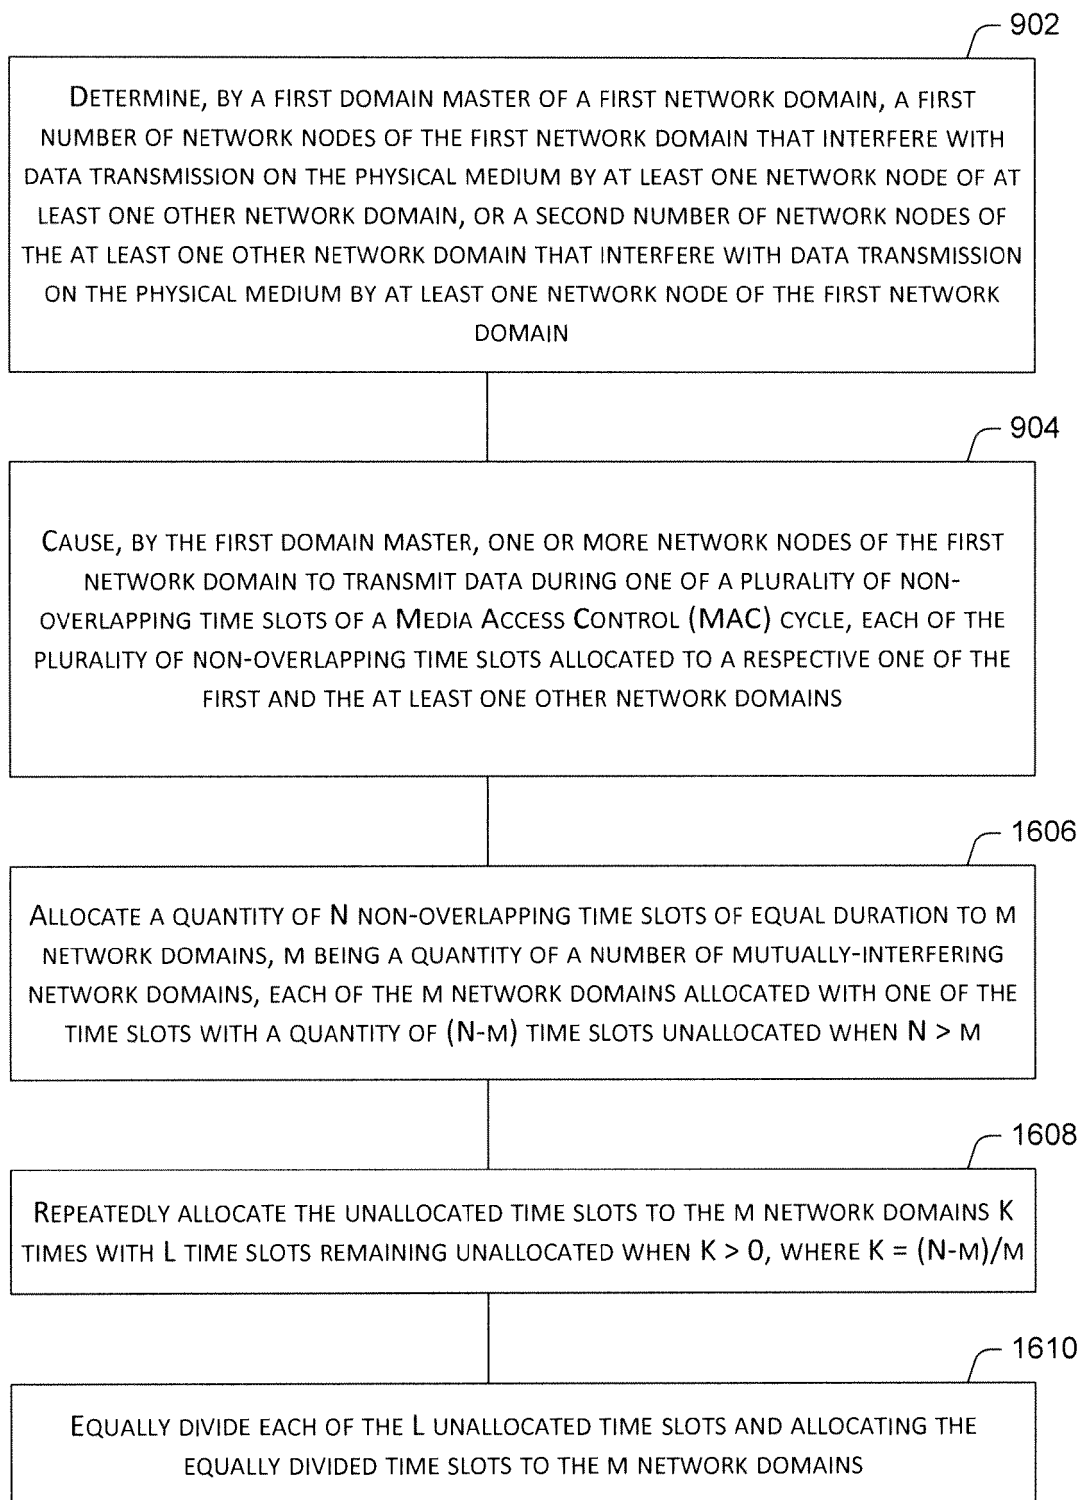 902
DETERMINE, BY A FIRST DOMAIN MASTER OF A FIRST NETWORK DOMAIN, A FIRST
NUMBER OF NETWORK NODES OF THE FIRST NETWORK DOMAIN THAT INTERFERE WITH
DATA TRANSMISSION ON THE PHYSICAL MEDIUM BY AT LEAST ONE NETWORK NODE OF AT
LEAST ONE OTHER NETWORK DOMAIN, OR A SECOND NUMBER OF NETWORK NODES OF
THE AT LEAST ONE OTHER NETWORK DOMAIN THAT INTERFERE WITH DATA TRANSMISSION
ON THE PHYSICAL MEDIUM BY AT LEAST ONE NETWORK NODE OF THE FIRST NETWORK
DOMAIN
904
CAUSE, BY THE FIRST DOMAIN MASTER, ONE OR MORE NETWORK NODES OF THE FIRST
NETWORK DOMAIN TO TRANSMIT DATA DURING ONE OF A PLURALITY OF NON-
OVERLAPPING TIME SLOTS OF A MEDIA ACCESS CONTROL (MAC) CYCLE, EACH OF THE
PLURALITY OF NON-OVERLAPPING TIME SLOTS ALLOCATED TO A RESPECTIVE ONE OF THE
FIRST AND THE AT LEAST ONE OTHER NETWORK DOMAINS
1606
ALLOCATE A QUANTITY OF N NON-OVERLAPPING TIME SLOTS OF EQUAL DURATION TO M
NETWORK DOMAINS, M BEING A QUANTITY OF A NUMBER OF MUTUALLY-INTERFERING
NETWORK DOMAINS, EACH OF THE M NETWORK DOMAINS ALLOCATED WITH ONE OF THE
TIME SLOTS WITH A QUANTITY OF (N-M) TIME SLOTS UNALLOCATED WHEN N > M
1608
REPEATEDLY ALLOCATE THE UNALLOCATED TIME SLOTS TO THE M NETWORK DOMAINS K
TIMES WITH L TIME SLOTS REMAINING UNALLOCATED WHEN K > 0, WHERE K = (N-M)/M
1610
EQUALLY DIVIDE EACH OF THE L UNALLOCATED TIME SLOTS AND ALLOCATING THE
EQUALLY DIVIDED TIME SLOTS TO THE M NETWORK DOMAINS